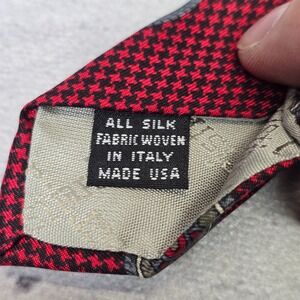 ALL SILK
FABRIC WOVEN
IN ITALY
MADE USA